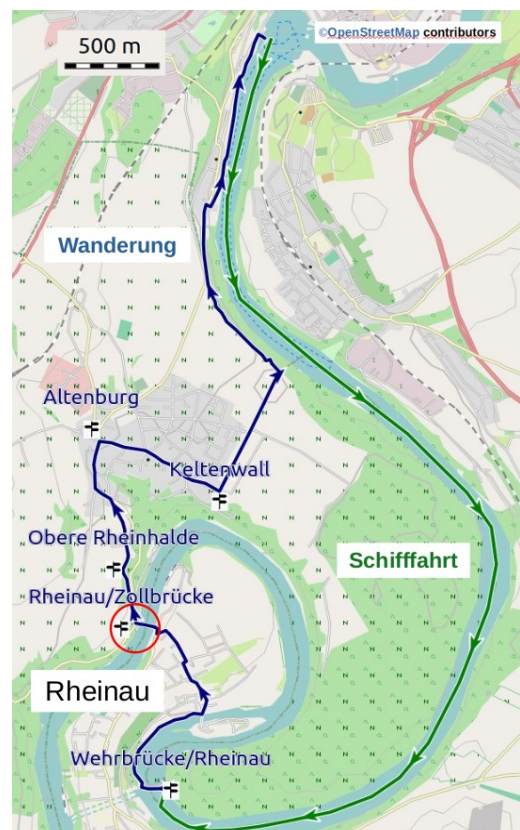 500 m
©OpenStreetMap contributors
Wanderung
Altenburg
Keltenwall
Obere Rheinhalde
Schifffahrt
Rheinau/Zollbrücke
Rheinau
Wehrbrücke/Rheinau